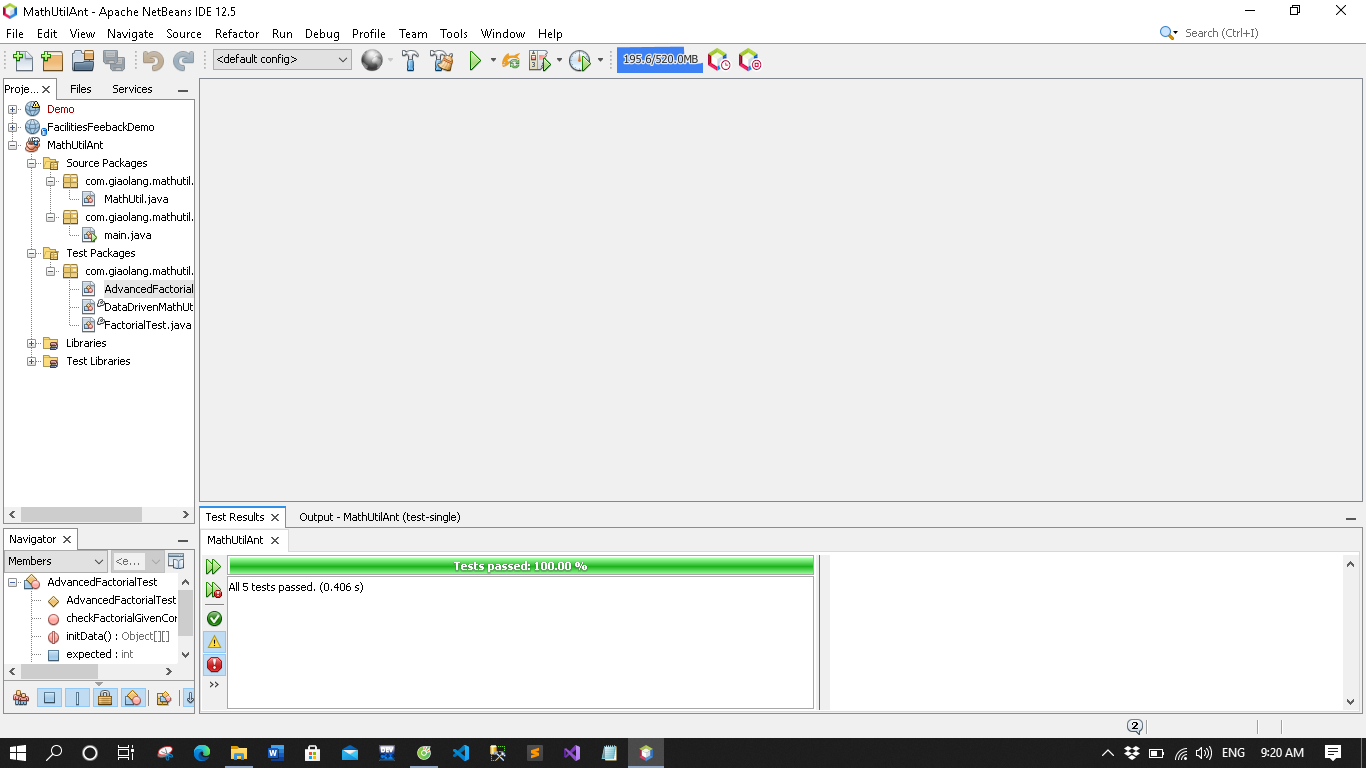 MathUtilAnt - Apache NetBeans IDE 12.5
File Edit View Navigate Source Refactor Run Debug Profile Team Tools Window Help
Search (Ctrl+I)
<default config>
195.6/520.0MB
Proje... Files Services
Demo
FacilitiesFeebackDemo
MathUtilAnt
Source Packages
com.giaolang.mathutil.
MathUtil.java
com.giaolang.mathutil.
main.java
Test Packages
com.giaolang.mathutil.
AdvancedFactorial
DataDrivenMathUt
FactorialTest.java
Libraries
Test Libraries
Navigator
Members
<e...
AdvancedFactorialTest
AdvancedFactorialTest
checkFactorialGivenCor
initData() : Object[][]
expected : int
Test Results Output - MathUtilAnt (test-single)
MathUtilAnt
Tests passed: 100.00 %
All 5 tests passed. (0.406 s)
2
ENG 9:20 AM